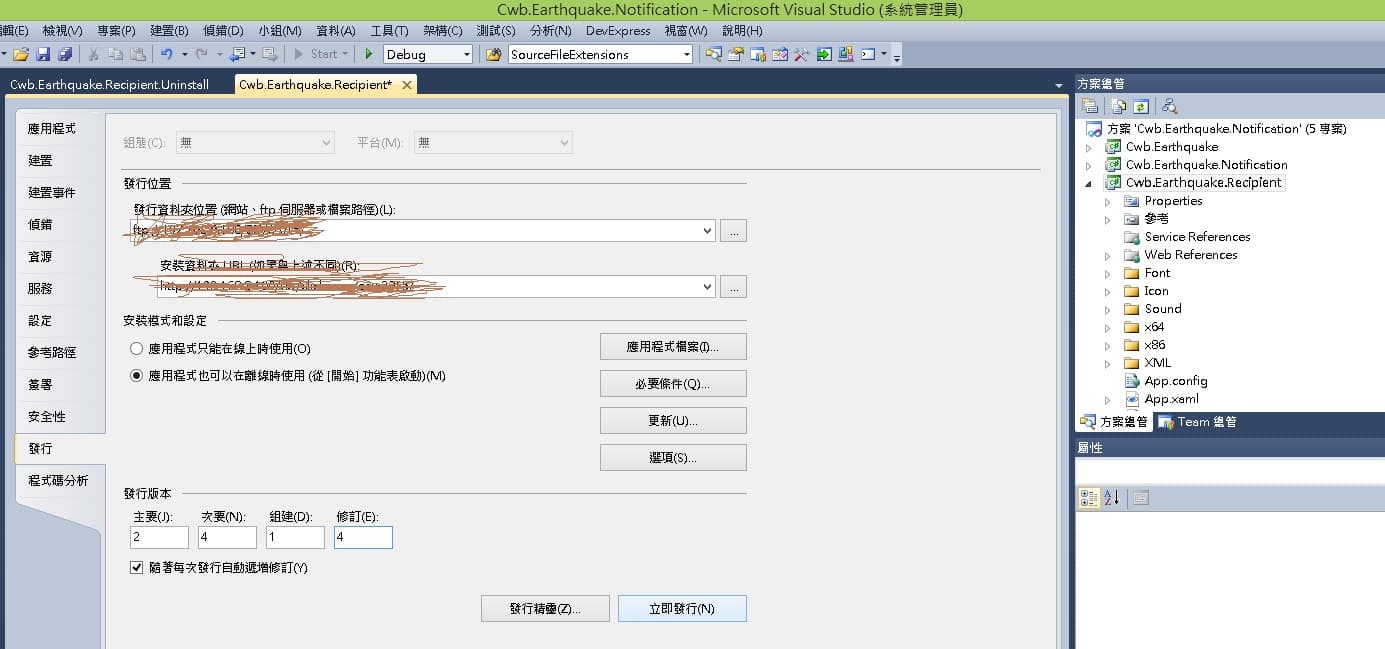 Cwb.Earthquake.Notification - Microsoft Visual Studio (系統管理員)
輯(E) 檢視(V) 專案(P) 建置(B) 偵錯(D) 小組(M) 資料(A) 工具(T) 架構(C) 測試(S) 分析(N) DevExpress 視窗(W) 說明(H)
Start Debug SourceFileExtensions
Cwb.Earthquake.Recipient.Uninstall Cwb.Earthquake.Recipient*
應用程式
建置
建置事件
偵錯
資源
服務
設定
參考路徑
簽署
安全性
發行
程式碼分析
組態(C): 無 平台(M): 無
發行位置
發行資料夾位置 (網站、ftp 伺服器或檔案路徑)(L):
...
安裝資料夾 URL (如果與上述不同)(R):
...
安裝模式和設定
應用程式只能在線上時使用(O)
應用程式也可以在離線時使用 (從 [開始] 功能表啟動)(M)
應用程式檔案(I)...
必要條件(Q)...
更新(U)...
選項(S)...
發行版本
主要(J): 次要(N): 組建(D): 修訂(E):
2 4 1 4
隨著每次發行自動遞增修訂(Y)
發行精靈(Z)... 立即發行(N)
方案總管
方案 'Cwb.Earthquake.Notification' (5 專案)
Cwb.Earthquake
Cwb.Earthquake.Notification
Cwb.Earthquake.Recipient
Properties
參考
Service References
Web References
Font
Icon
Sound
x64
x86
XML
App.config
App.xaml
方案總管 Team 總管
屬性